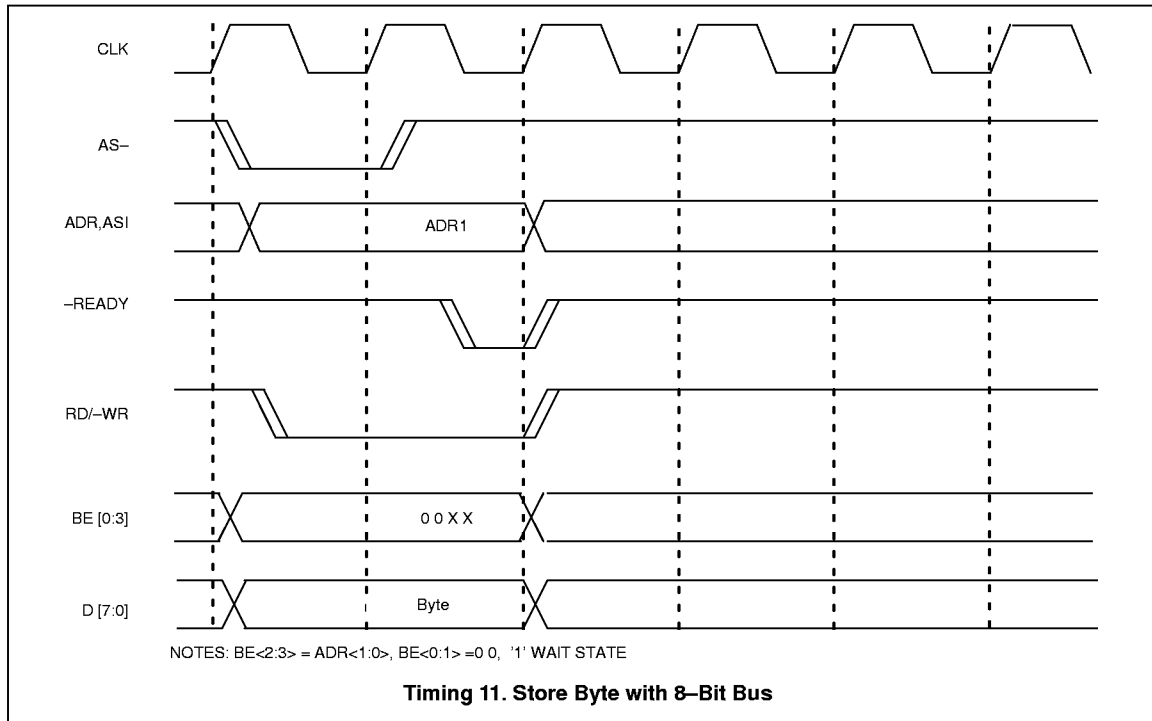 CLK
AS–
ADR,ASI
ADR1
–READY
RD/–WR
BE [0:3]
0 0 X X
D [7:0]
Byte
NOTES: BE<2:3> = ADR<1:0>, BE<0:1> =0 0, '1' WAIT STATE
Timing 11. Store Byte with 8–Bit Bus